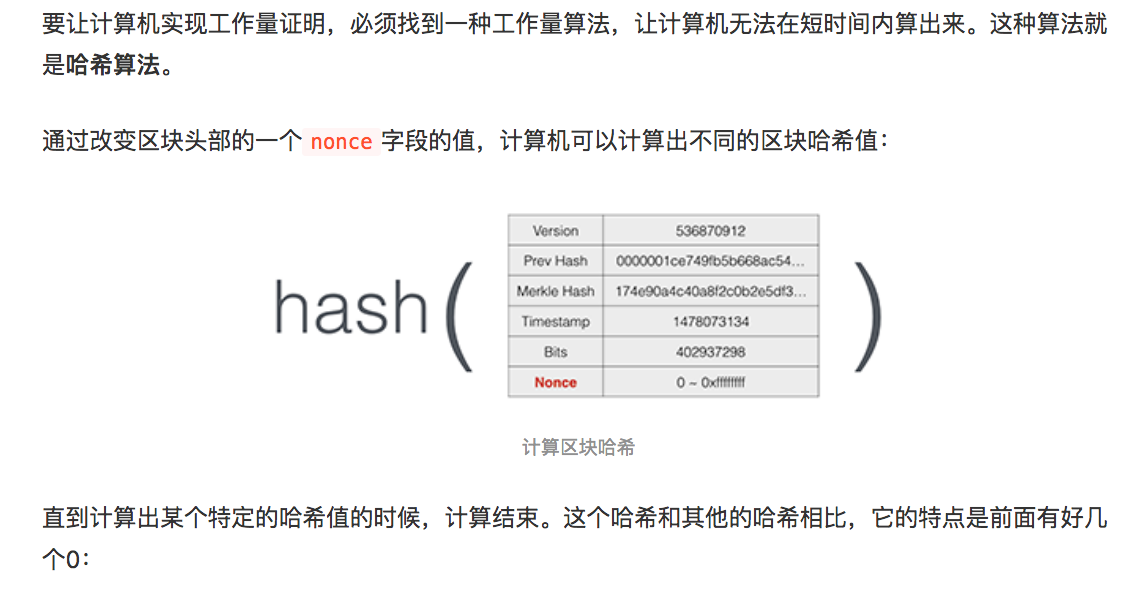 要让计算机实现工作量证明，必须找到一种工作量算法，让计算机无法在短时间内算出来。这种算法就
是哈希算法。
通过改变区块头部的一个 nonce 字段的值，计算机可以计算出不同的区块哈希值：
hash(
Version 536870912
Prev Hash 0000001ce749fb5b668ac54...
Merkle Hash 174e90a4c40a8f2c0b2e5df3...
Timestamp 1478073134
Bits 402937298
Nonce 0 ~ 0xffffffff
)
计算区块哈希
直到计算出某个特定的哈希值的时候，计算结束。这个哈希和其他的哈希相比，它的特点是前面有好几
个0：